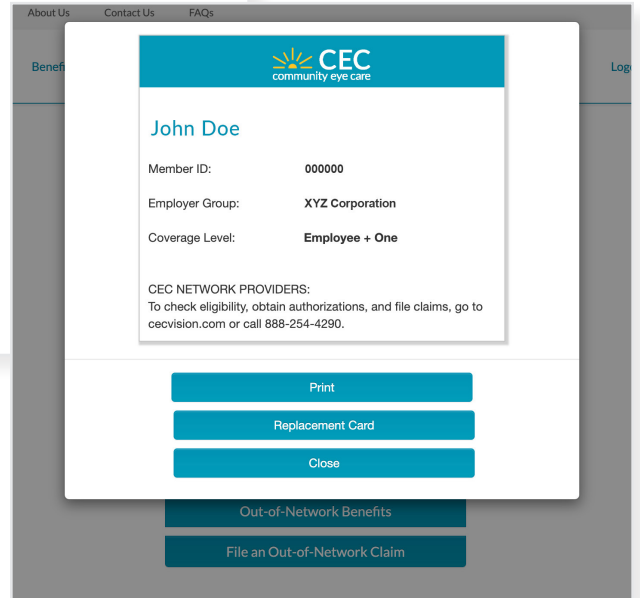 About Us Contact Us FAQs
CEC
community eye care
John Doe
Member ID: 000000
Employer Group: XYZ Corporation
Coverage Level: Employee + One
CEC NETWORK PROVIDERS:
To check eligibility, obtain authorizations, and file claims, go to
cecvision.com or call 888-254-4290.
Print
Replacement Card
Close
Out-of-Network Benefits
File an Out-of-Network Claim